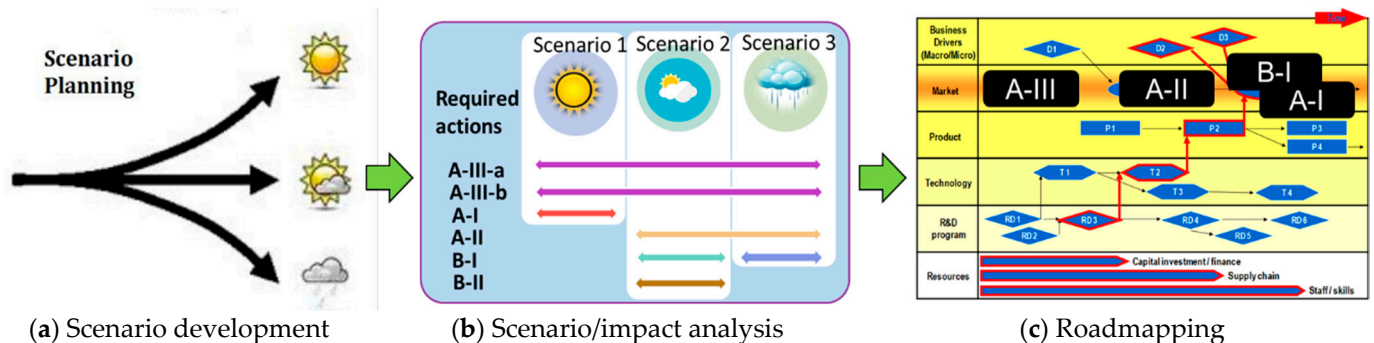 Scenario
Planning
Scenario 1
Scenario 2
Scenario 3
Required
actions
A-III-a
A-III-b
A-I
A-II
B-I
B-II
Business
Drivers
(Macro/Micro)
D1
D2
D3
Market
A-III
A-II
B-I
A-I
Product
P1
P2
P3
P4
Technology
T1
T2
T3
T4
R&D
program
RD1
RD2
RD3
RD4
RD5
RD6
Resources
Capital investment / finance
Supply chain
Staff / skills
(a) Scenario development
(b) Scenario/impact analysis
(c) Roadmapping